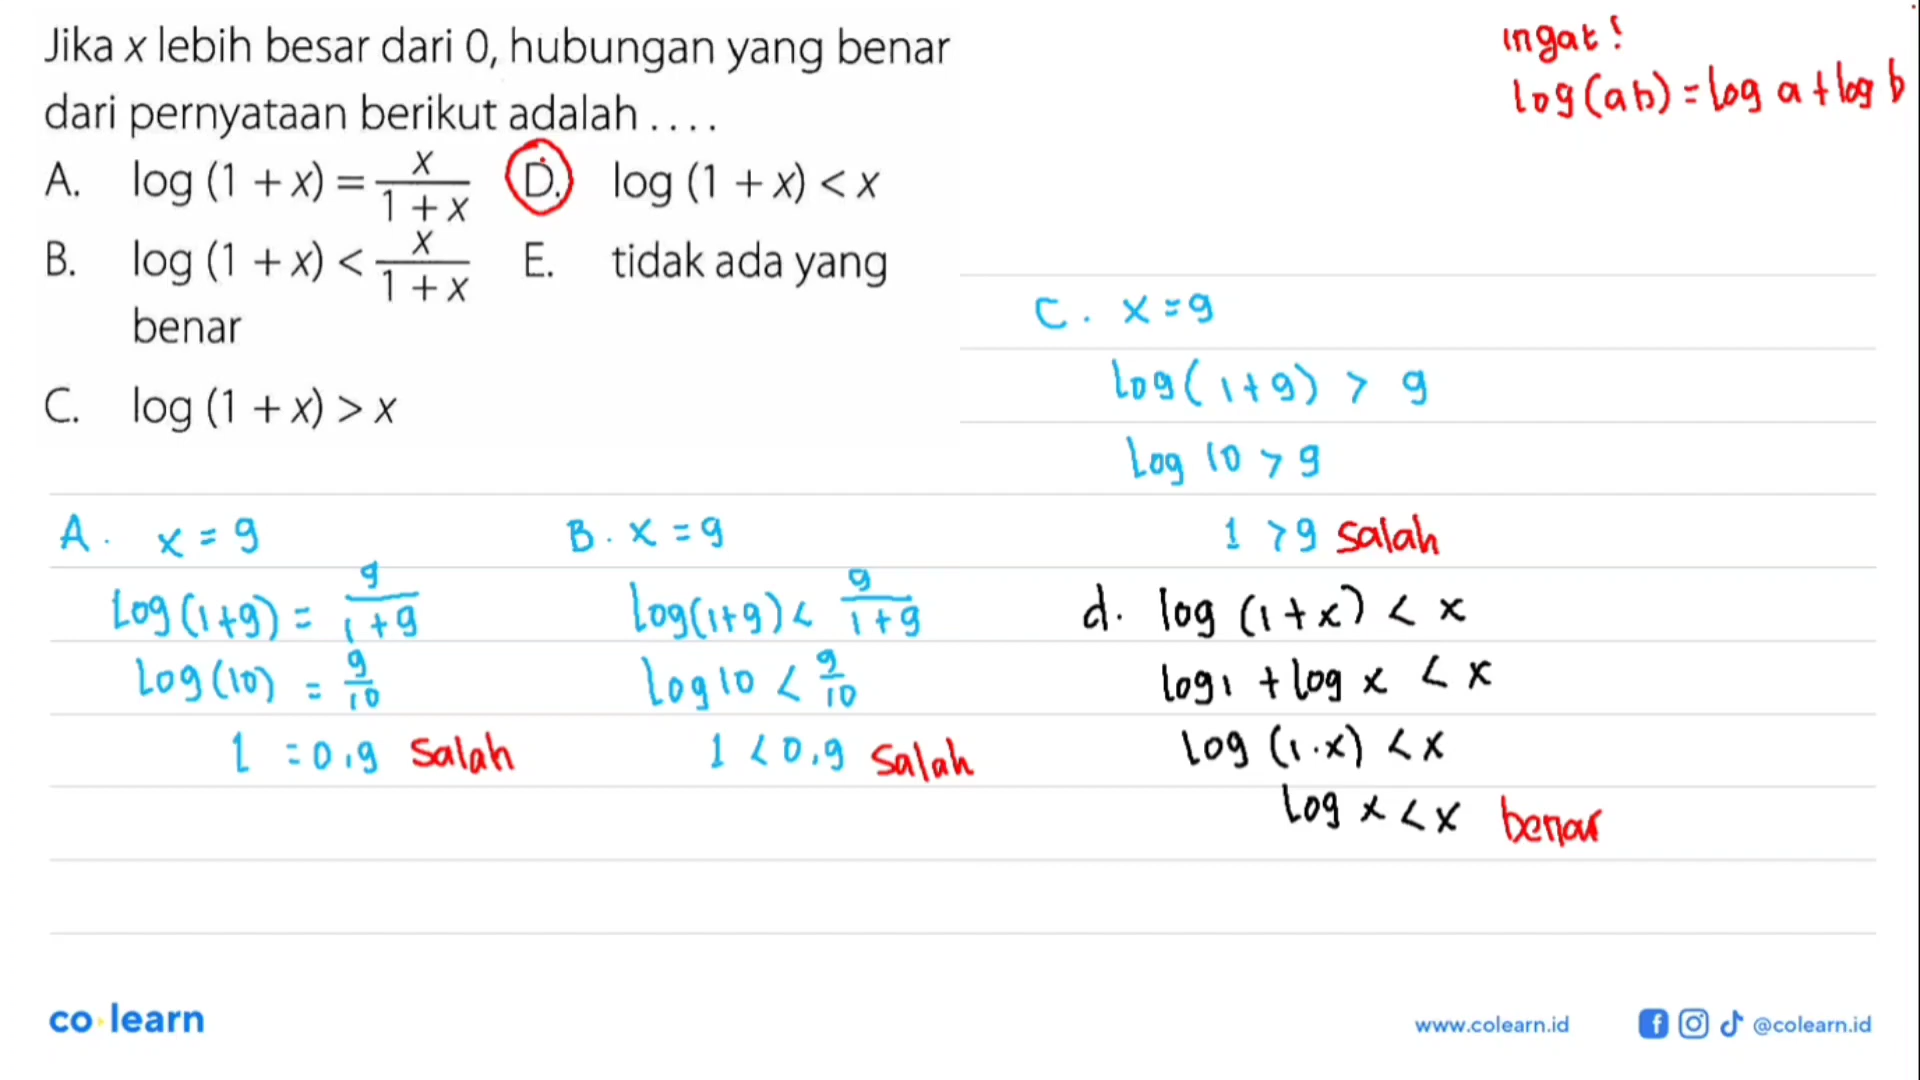 Jika x lebih besar dari 0, hubungan yang benar
dari pernyataan berikut adalah ....
A. log (1 + x) = x/(1 + x)
B. log (1 + x) < x/(1 + x)
C. log (1 + x) > x
D. log (1 + x) < x
E. tidak ada yang
benar
ingat!
log(ab) = log a + log b
A. x = 9
log(1+9) = 9/(1+9)
log(10) = 9/10
1 = 0,9 salah
B. x = 9
log(1+9) < 9/(1+9)
log 10 < 9/10
1 < 0,9 salah
C. x = 9
log(1+9) > 9
log 10 > 9
1 > 9 salah
d. log (1+x) < x
log 1 + log x < x
log (1.x) < x
log x < x benar
co learn
www.colearn.id
@colearn.id